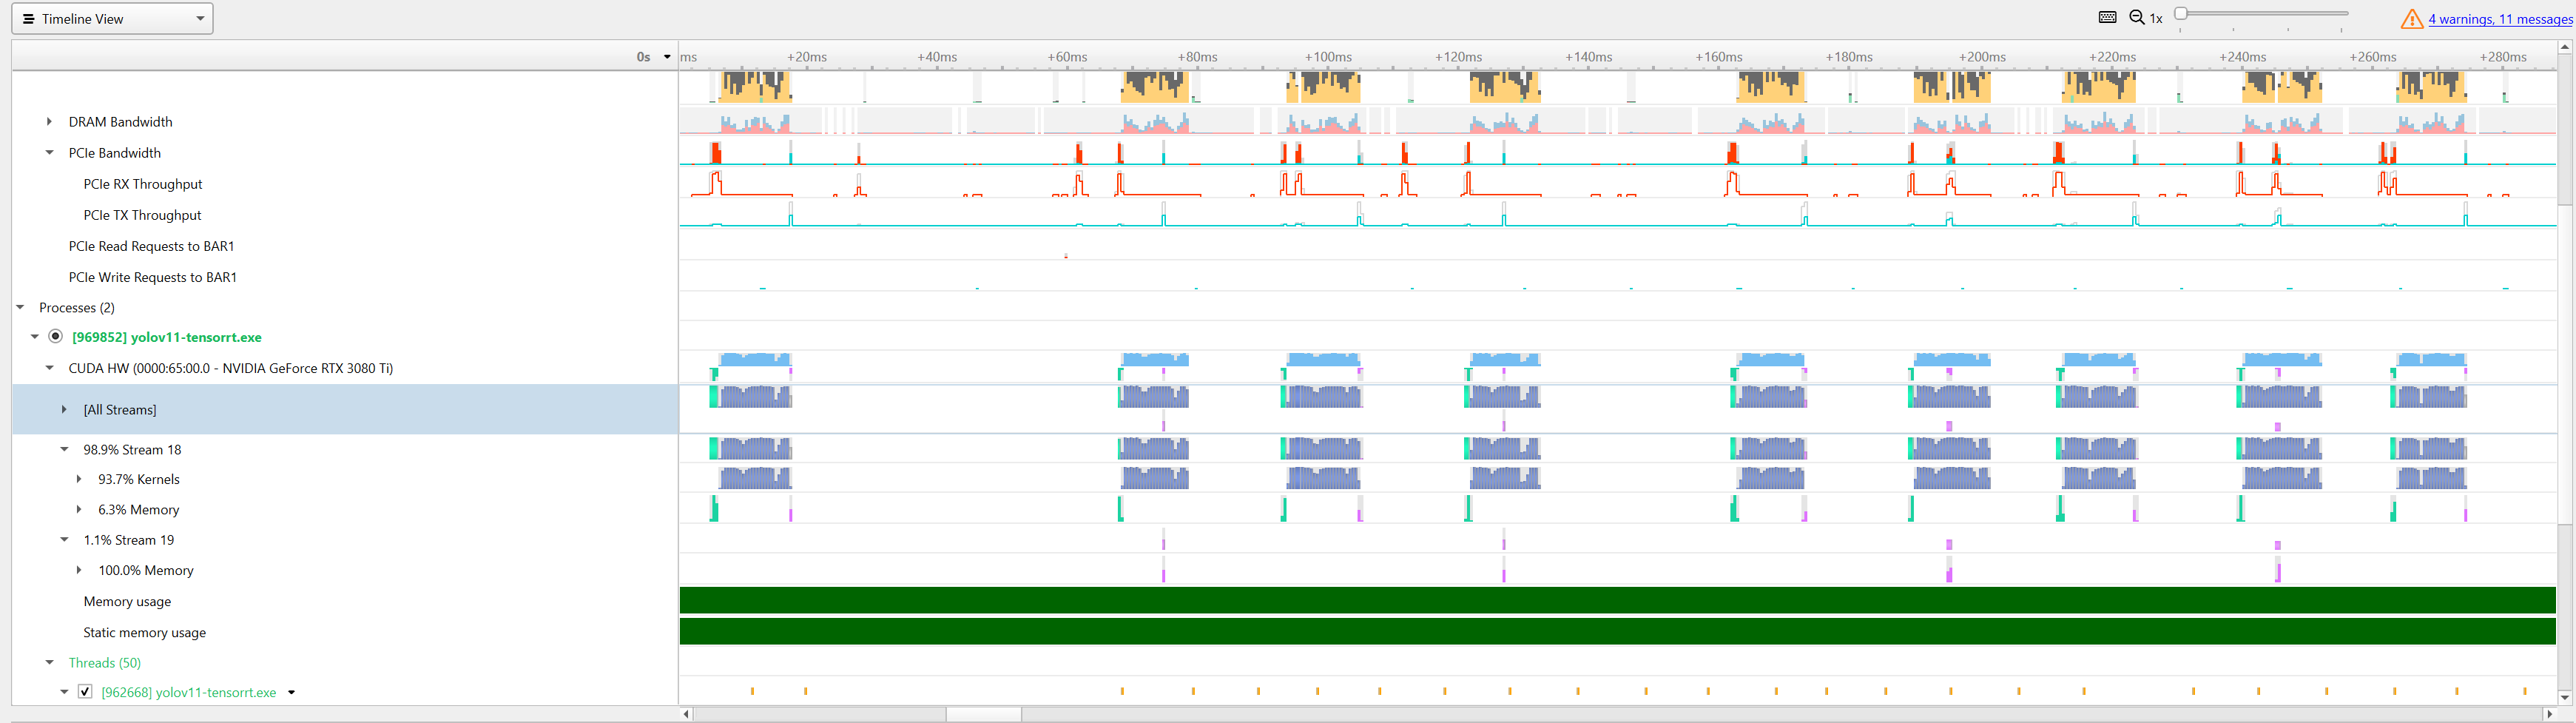 Timeline View
1x
4 warnings, 11 messages
0s
ms +20ms +40ms +60ms +80ms +100ms +120ms +140ms +160ms +180ms +200ms +220ms +240ms +260ms +280ms
DRAM Bandwidth
PCIe Bandwidth
PCIe RX Throughput
PCIe TX Throughput
PCIe Read Requests to BAR1
PCIe Write Requests to BAR1
Processes (2)
[969852] yolov11-tensorrt.exe
CUDA HW (0000:65:00.0 - NVIDIA GeForce RTX 3080 Ti)
[All Streams]
98.9% Stream 18
93.7% Kernels
6.3% Memory
1.1% Stream 19
100.0% Memory
Memory usage
Static memory usage
Threads (50)
[962668] yolov11-tensorrt.exe